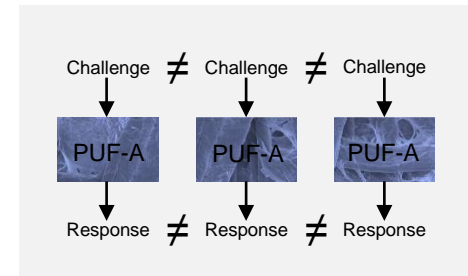 Challenge ≠ Challenge ≠ Challenge
PUF-A PUF-A PUF-A
Response ≠ Response ≠ Response